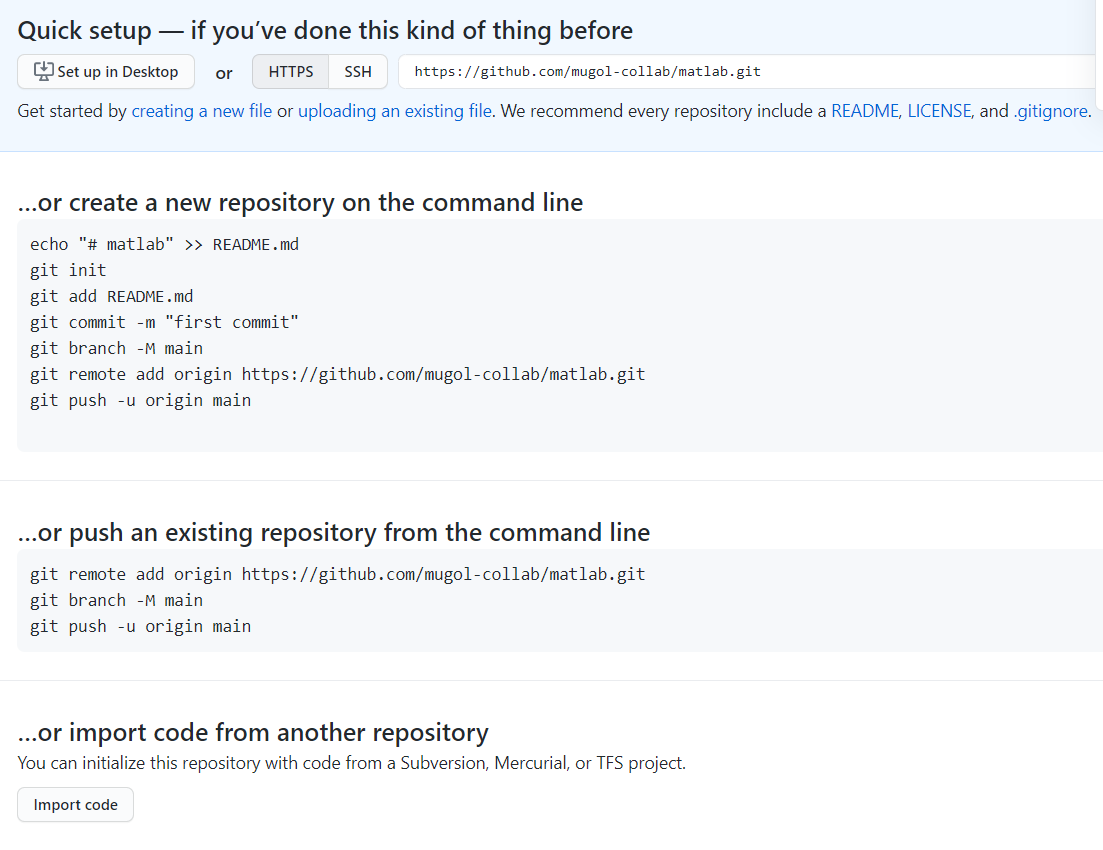 Quick setup — if you’ve done this kind of thing before
Set up in Desktop or HTTPS SSH https://github.com/mugol-collab/matlab.git
Get started by creating a new file or uploading an existing file. We recommend every repository include a README, LICENSE, and .gitignore.
…or create a new repository on the command line
echo "# matlab" >> README.md
git init
git add README.md
git commit -m "first commit"
git branch -M main
git remote add origin https://github.com/mugol-collab/matlab.git
git push -u origin main
…or push an existing repository from the command line
git remote add origin https://github.com/mugol-collab/matlab.git
git branch -M main
git push -u origin main
…or import code from another repository
You can initialize this repository with code from a Subversion, Mercurial, or TFS project.
Import code